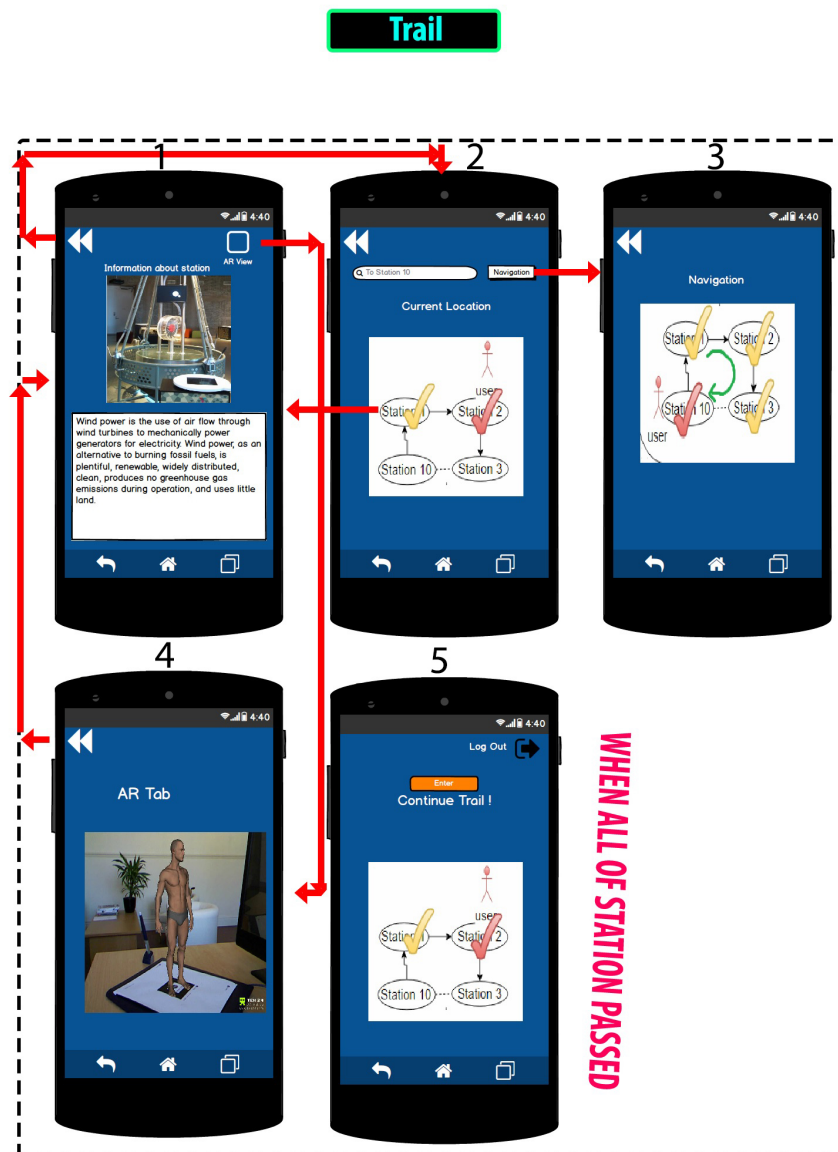 Trail
1
2
3
4:40
AR View
Information about station
Wind power is the use of air flow through
wind turbines to mechanically power
generators for electricity. Wind power, as an
alternative to burning fossil fuels, is
plentiful, renewable, widely distributed,
clean, produces no greenhouse gas
emissions during operation, and uses little
land.
4:40
To Station 10
Navigation
Current Location
user
Station
Station 2
Station 10
Station 3
4:40
Navigation
Station 1
Station 2
Station 10
Station 3
user
4
5
4:40
AR Tab
4:40
Log Out
Enter
Continue Trail !
user
Station
Station 2
Station 10
Station 3
WHEN ALL OF STATION PASSED